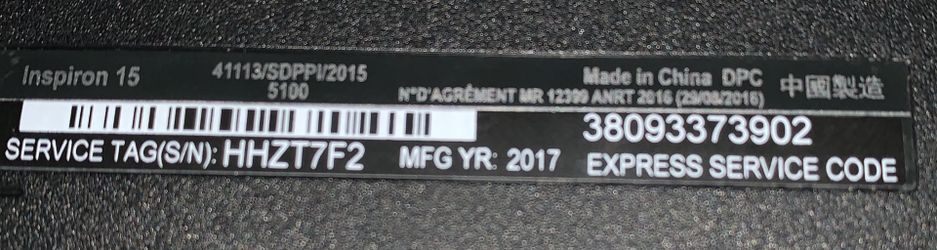 Inspiron 15
41113/SDPPI/2015
5100
Made in China DPC
中國製造
N°D'AGRÉMENT MR 12399 ANRT 2016 (29/08/2016)
38093373902
SERVICE TAG(S/N): HHZT7F2 MFG YR: 2017 EXPRESS SERVICE CODE